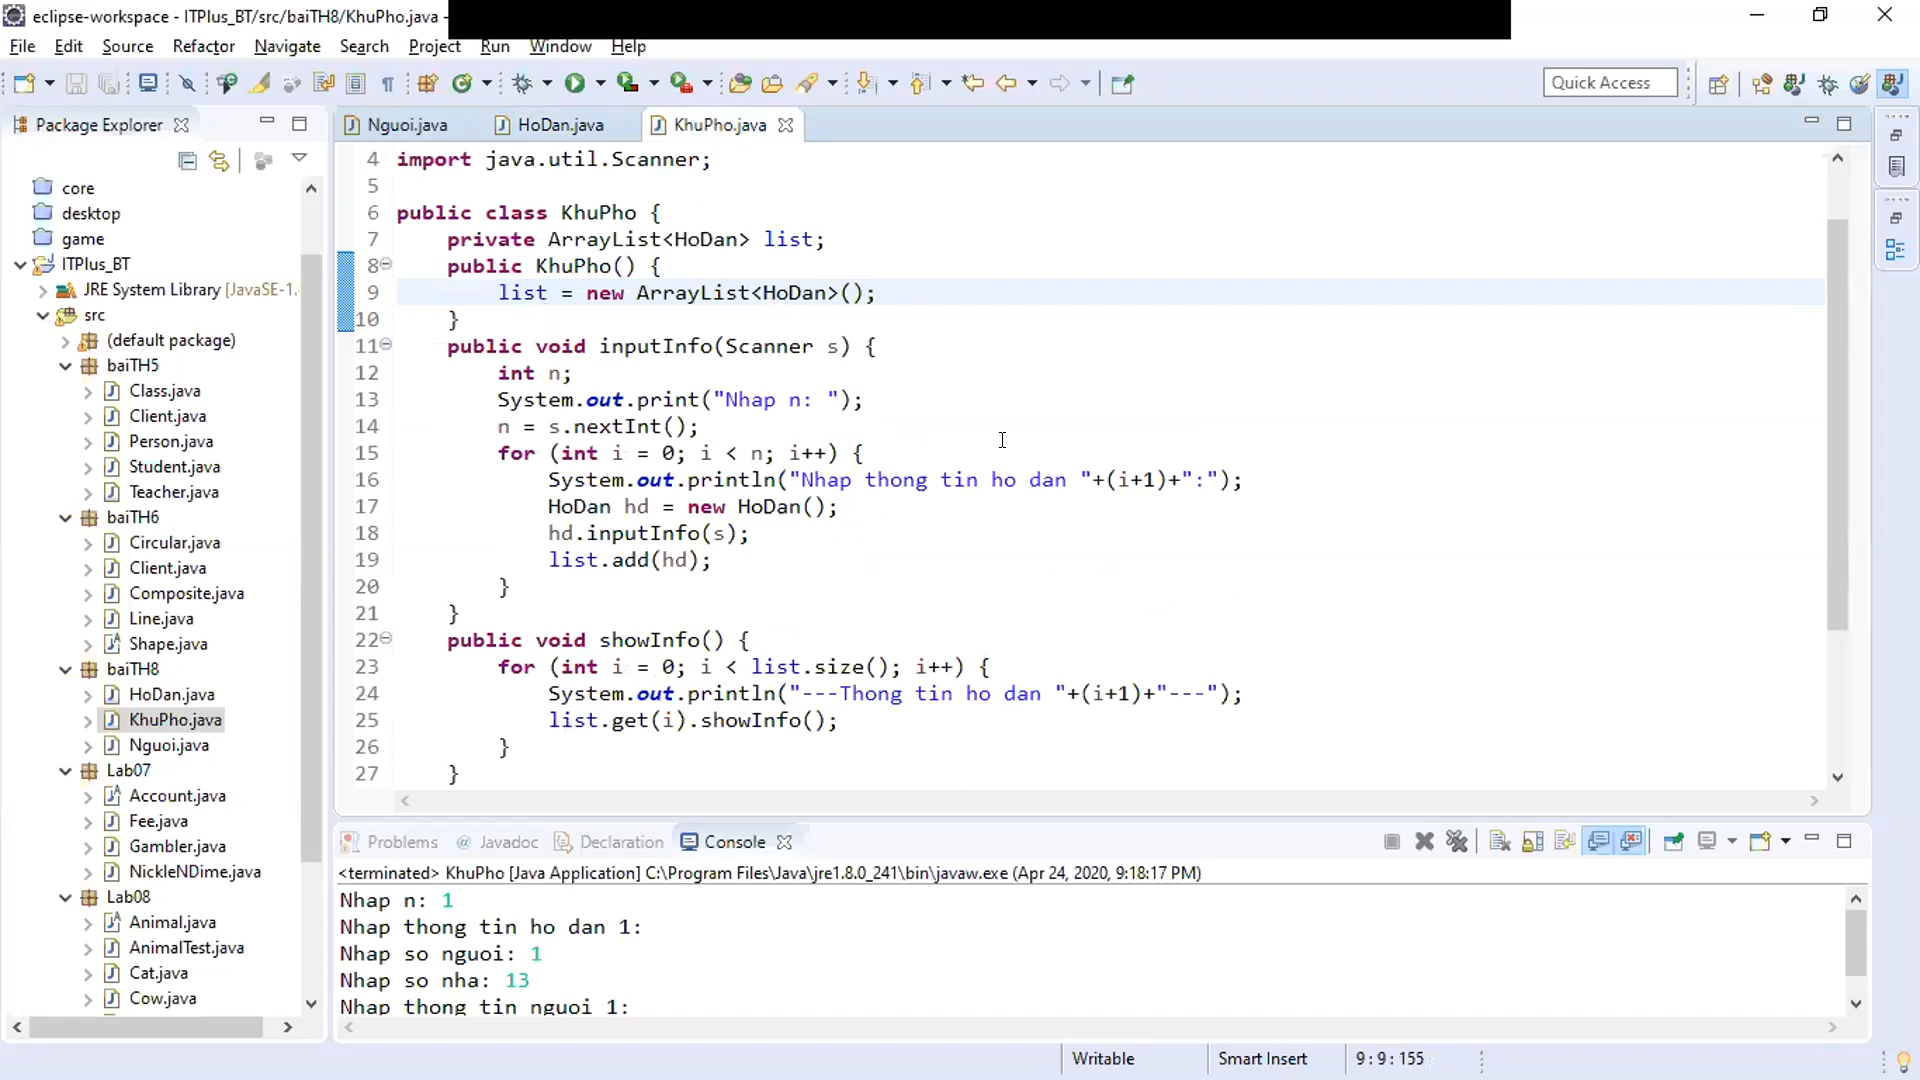 eclipse-workspace - ITPlus_BT/src/baiTH8/KhuPho.java -
File Edit Source Refactor Navigate Search Project Run Window Help
Quick Access
Package Explorer
core
desktop
game
ITPlus_BT
JRE System Library [JavaSE-1.
src
(default package)
baiTH5
Class.java
Client.java
Person.java
Student.java
Teacher.java
baiTH6
Circular.java
Client.java
Composite.java
Line.java
Shape.java
baiTH8
HoDan.java
KhuPho.java
Nguoi.java
Lab07
Account.java
Fee.java
Gambler.java
NickleNDime.java
Lab08
Animal.java
AnimalTest.java
Cat.java
Cow.java
Nguoi.java HoDan.java KhuPho.java
4 import java.util.Scanner;
5
6 public class KhuPho {
7 private ArrayList<HoDan> list;
8 public KhuPho() {
9 list = new ArrayList<HoDan>();
10 }
11 public void inputInfo(Scanner s) {
12 int n;
13 System.out.print("Nhap n: ");
14 n = s.nextInt();
15 for (int i = 0; i < n; i++) {
16 System.out.println("Nhap thong tin ho dan "+(i+1)+":");
17 HoDan hd = new HoDan();
18 hd.inputInfo(s);
19 list.add(hd);
20 }
21 }
22 public void showInfo() {
23 for (int i = 0; i < list.size(); i++) {
24 System.out.println("---Thong tin ho dan "+(i+1)+"---");
25 list.get(i).showInfo();
26 }
27 }
Problems @ Javadoc Declaration Console
<terminated> KhuPho [Java Application] C:\Program Files\Java\jre1.8.0_241\bin\javaw.exe (Apr 24, 2020, 9:18:17 PM)
Nhap n: 1
Nhap thong tin ho dan 1:
Nhap so nguoi: 1
Nhap so nha: 13
Nhap thong tin nguoi 1:
Writable Smart Insert 9 : 9 : 155